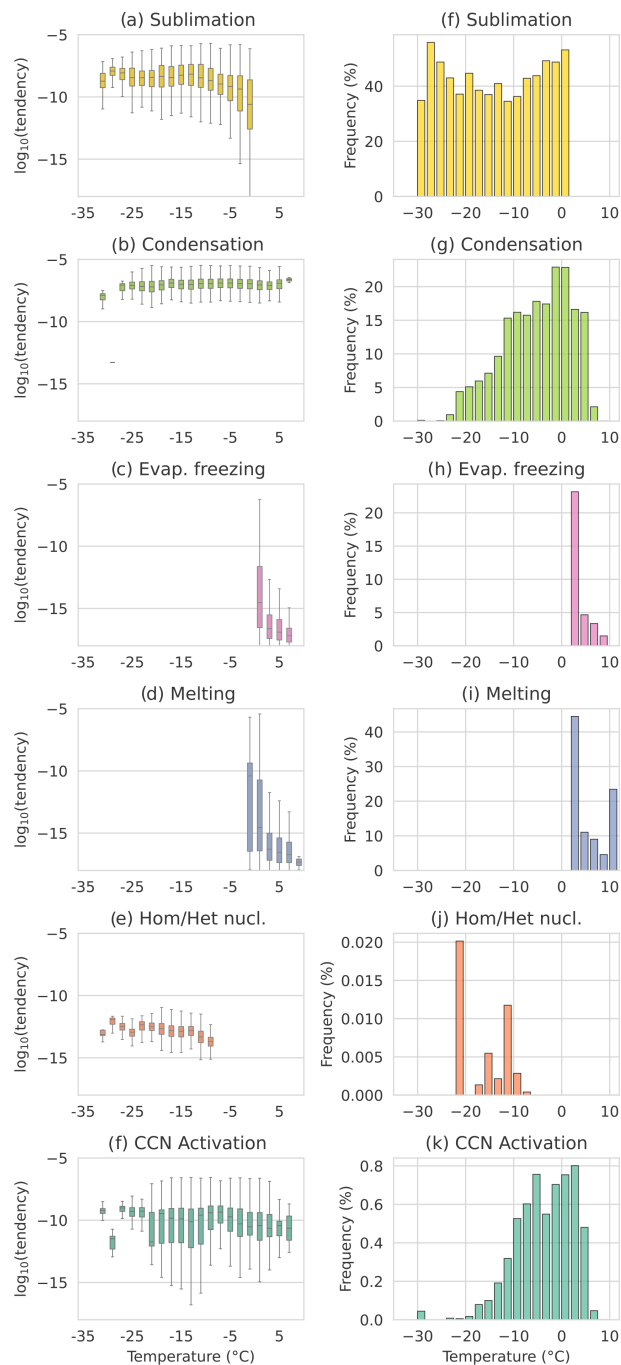 (a) Sublimation
(f) Sublimation
log10(tendency)
−5
−10
−15
-35 -25 -15 -5 5
Frequency (%)
40
20
0
−30 −20 −10 0 10
(b) Condensation
(g) Condensation
log10(tendency)
−5
−10
−15
-35 -25 -15 -5 5
Frequency (%)
20
15
10
5
0
−30 −20 −10 0 10
(c) Evap. freezing
(h) Evap. freezing
log10(tendency)
−5
−10
−15
-35 -25 -15 -5 5
Frequency (%)
20
15
10
5
0
−30 −20 −10 0 10
(d) Melting
(i) Melting
log10(tendency)
−5
−10
−15
-35 -25 -15 -5 5
Frequency (%)
40
30
20
10
0
−30 −20 −10 0 10
(e) Hom/Het nucl.
(j) Hom/Het nucl.
log10(tendency)
−5
−10
−15
-35 -25 -15 -5 5
Frequency (%)
0.020
0.015
0.010
0.005
0.000
−30 −20 −10 0 10
(f) CCN Activation
(k) CCN Activation
log10(tendency)
−5
−10
−15
-35 -25 -15 -5 5
Temperature (°C)
Frequency (%)
0.8
0.6
0.4
0.2
0.0
−30 −20 −10 0 10
Temperature (°C)